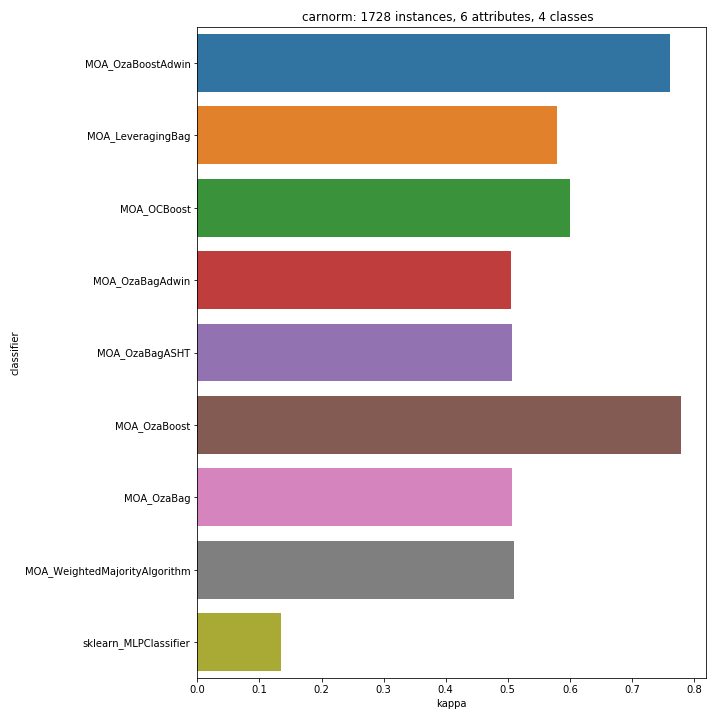 carnorm: 1728 instances, 6 attributes, 4 classes
classifier
MOA_OzaBoostAdwin
MOA_LeveragingBag
MOA_OCBoost
MOA_OzaBagAdwin
MOA_OzaBagASHT
MOA_OzaBoost
MOA_OzaBag
MOA_WeightedMajorityAlgorithm
sklearn_MLPClassifier
0.0 0.1 0.2 0.3 0.4 0.5 0.6 0.7 0.8
kappa